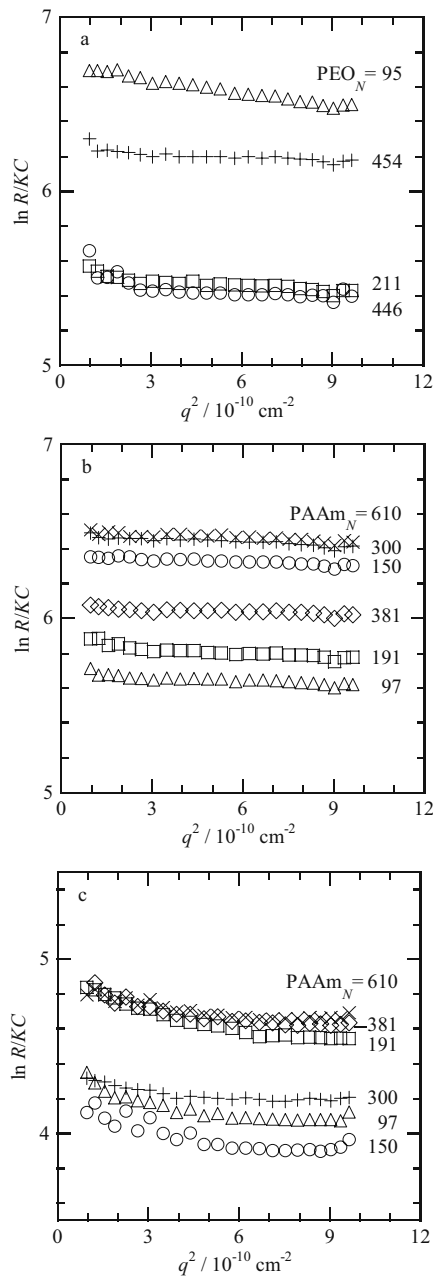 7
a
PEO_N = 95
454
6
ln R/KC
211
446
5
0 3 6 9 12
q² / 10⁻¹⁰ cm⁻²
7
b
PAAm_N = 610
300
150
6
381
ln R/KC
191
97
5
0 3 6 9 12
q² / 10⁻¹⁰ cm⁻²
c
PAAm_N = 610
5
381
191
ln R/KC
300
97
4
150
0 3 6 9 12
q² / 10⁻¹⁰ cm⁻²